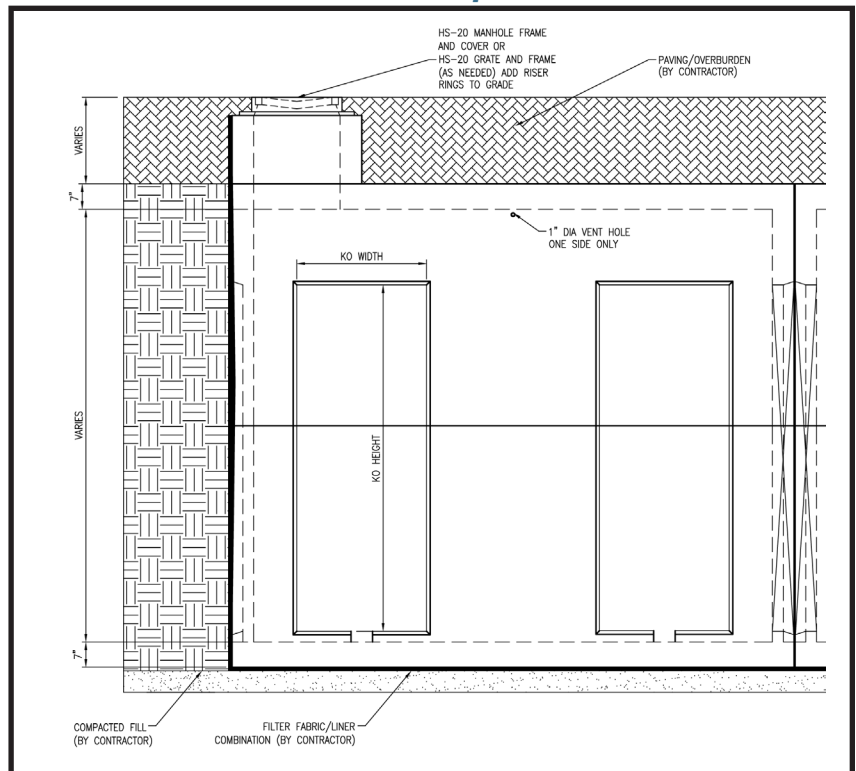 HS-20 MANHOLE FRAME
AND COVER OR
HS-20 GRATE AND FRAME
(AS NEEDED) ADD RISER
RINGS TO GRADE
PAVING/OVERBURDEN
(BY CONTRACTOR)
VARIES
7"
1" DIA VENT HOLE
ONE SIDE ONLY
KO WIDTH
VARIES
KO HEIGHT
7"
COMPACTED FILL
(BY CONTRACTOR)
FILTER FABRIC/LINER
COMBINATION (BY CONTRACTOR)